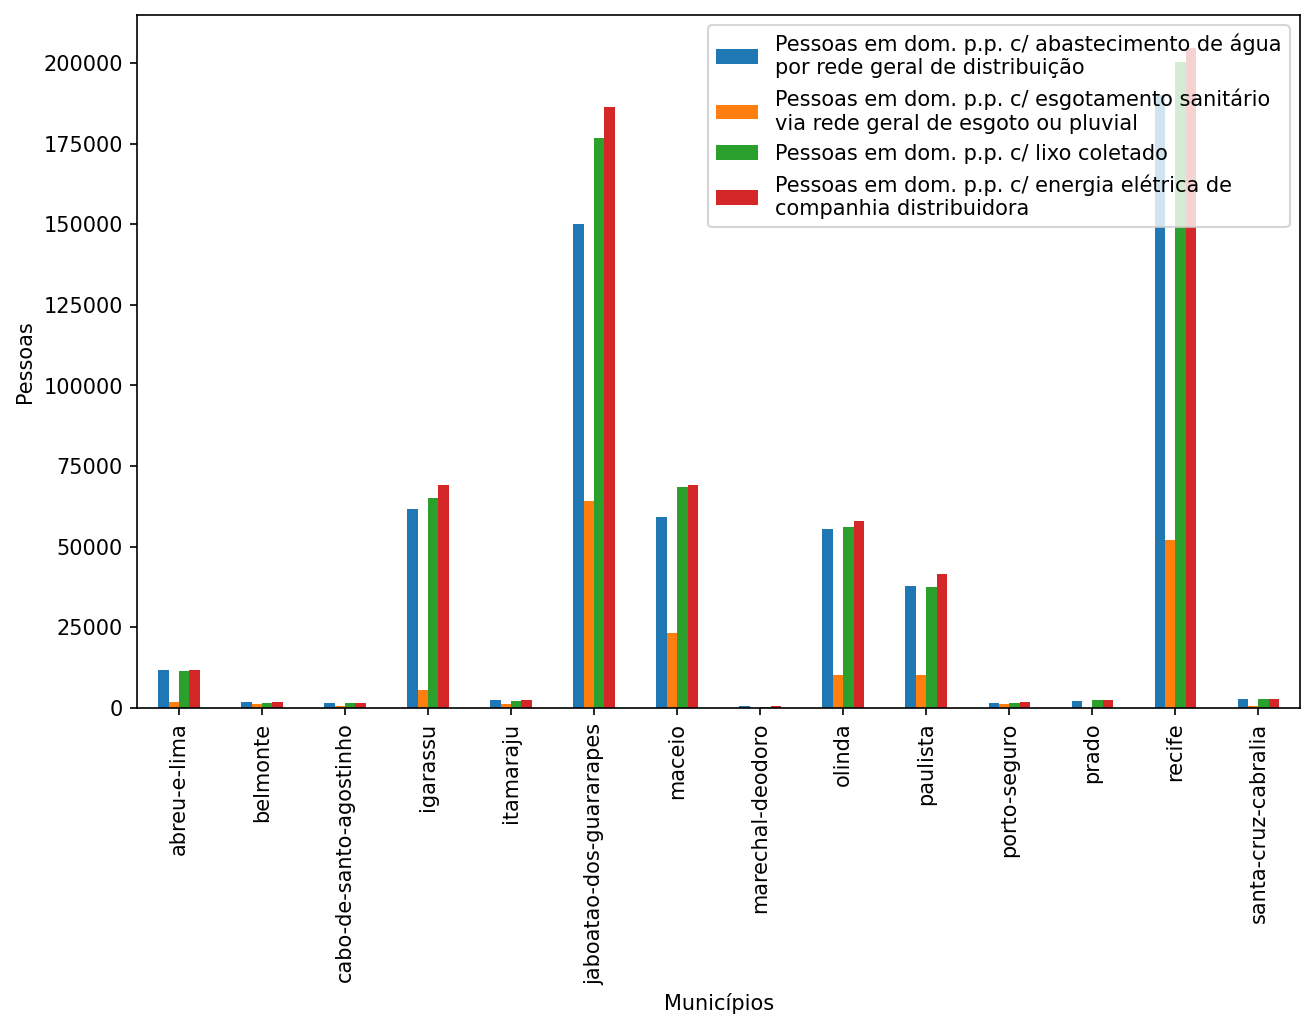 Pessoas em dom. p.p. c/ abastecimento de água
por rede geral de distribuição
Pessoas em dom. p.p. c/ esgotamento sanitário
via rede geral de esgoto ou pluvial
Pessoas em dom. p.p. c/ lixo coletado
Pessoas em dom. p.p. c/ energia elétrica de
companhia distribuidora
Pessoas
200000
175000
150000
125000
100000
75000
50000
25000
0
abreu-e-lima
belmonte
cabo-de-santo-agostinho
igarassu
itamaraju
jaboatao-dos-guararapes
maceio
marechal-deodoro
olinda
paulista
porto-seguro
prado
recife
santa-cruz-cabralia
Municípios